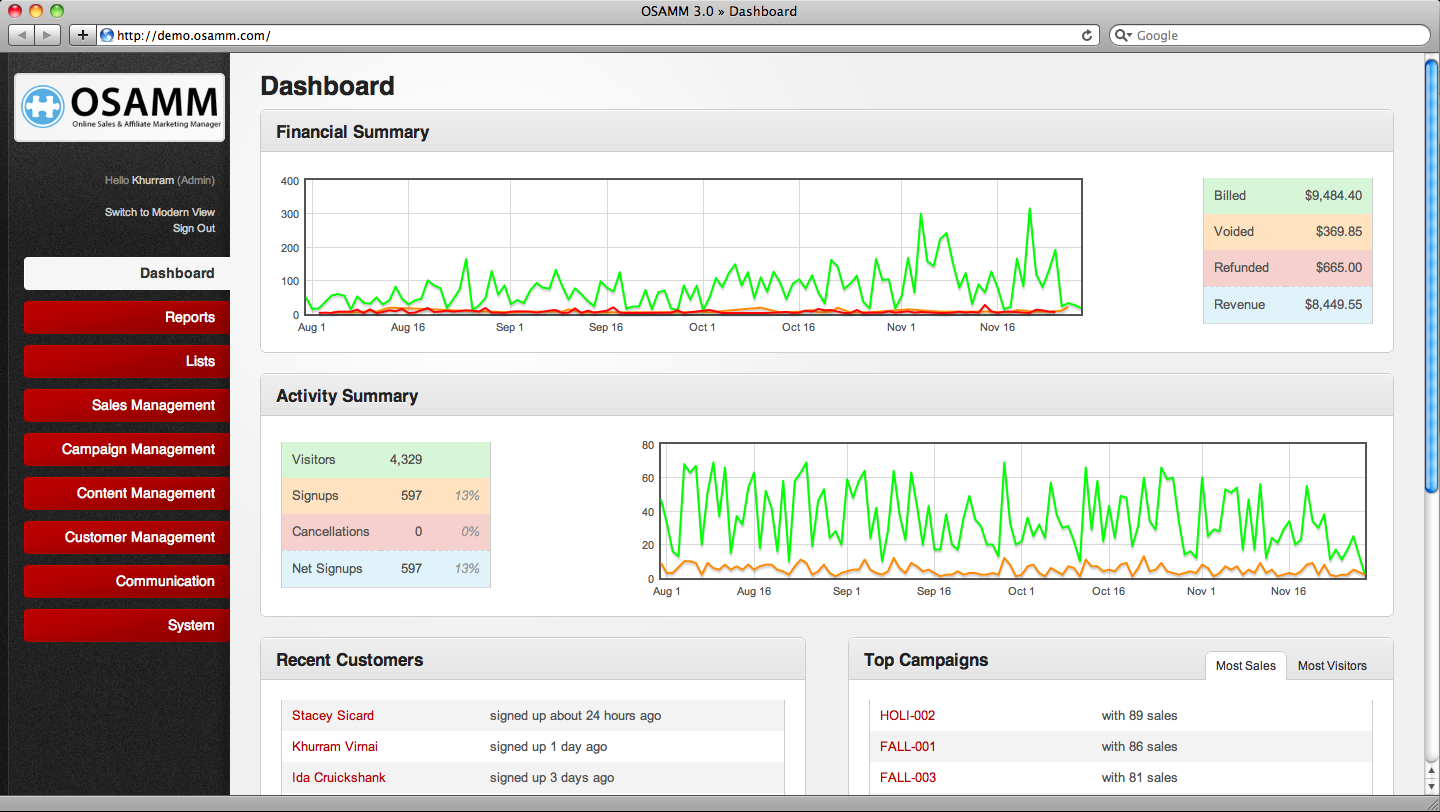 OSAMM 3.0 » Dashboard
http://demo.osamm.com/
Google
OSAMM
Online Sales & Affiliate Marketing Manager
Hello Khurram (Admin)
Switch to Modern View
Sign Out
Dashboard
Reports
Lists
Sales Management
Campaign Management
Content Management
Customer Management
Communication
System
Dashboard
Financial Summary
400
300
200
100
0
Aug 1 Aug 16 Sep 1 Sep 16 Oct 1 Oct 16 Nov 1 Nov 16
Billed $9,484.40
Voided $369.85
Refunded $665.00
Revenue $8,449.55
Activity Summary
Visitors 4,329
Signups 597 13%
Cancellations 0 0%
Net Signups 597 13%
80
60
40
20
0
Aug 1 Aug 16 Sep 1 Sep 16 Oct 1 Oct 16 Nov 1 Nov 16
Recent Customers
Stacey Sicard signed up about 24 hours ago
Khurram Virnai signed up 1 day ago
Ida Cruickshank signed up 3 days ago
Top Campaigns
Most Sales Most Visitors
HOLI-002 with 89 sales
FALL-001 with 86 sales
FALL-003 with 81 sales